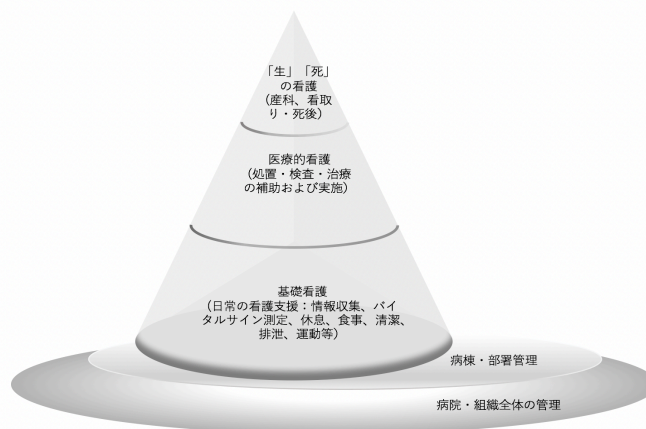 「生」「死」
の看護
(産科、看取
り・死後)
医療的看護
(処置・検査・治療
の補助および実施)
基礎看護
(日常の看護支援：情報収集、バイ
タルサイン測定、休息、食事、清潔、
排泄、運動等)
病棟・部署管理
病院・組織全体の管理